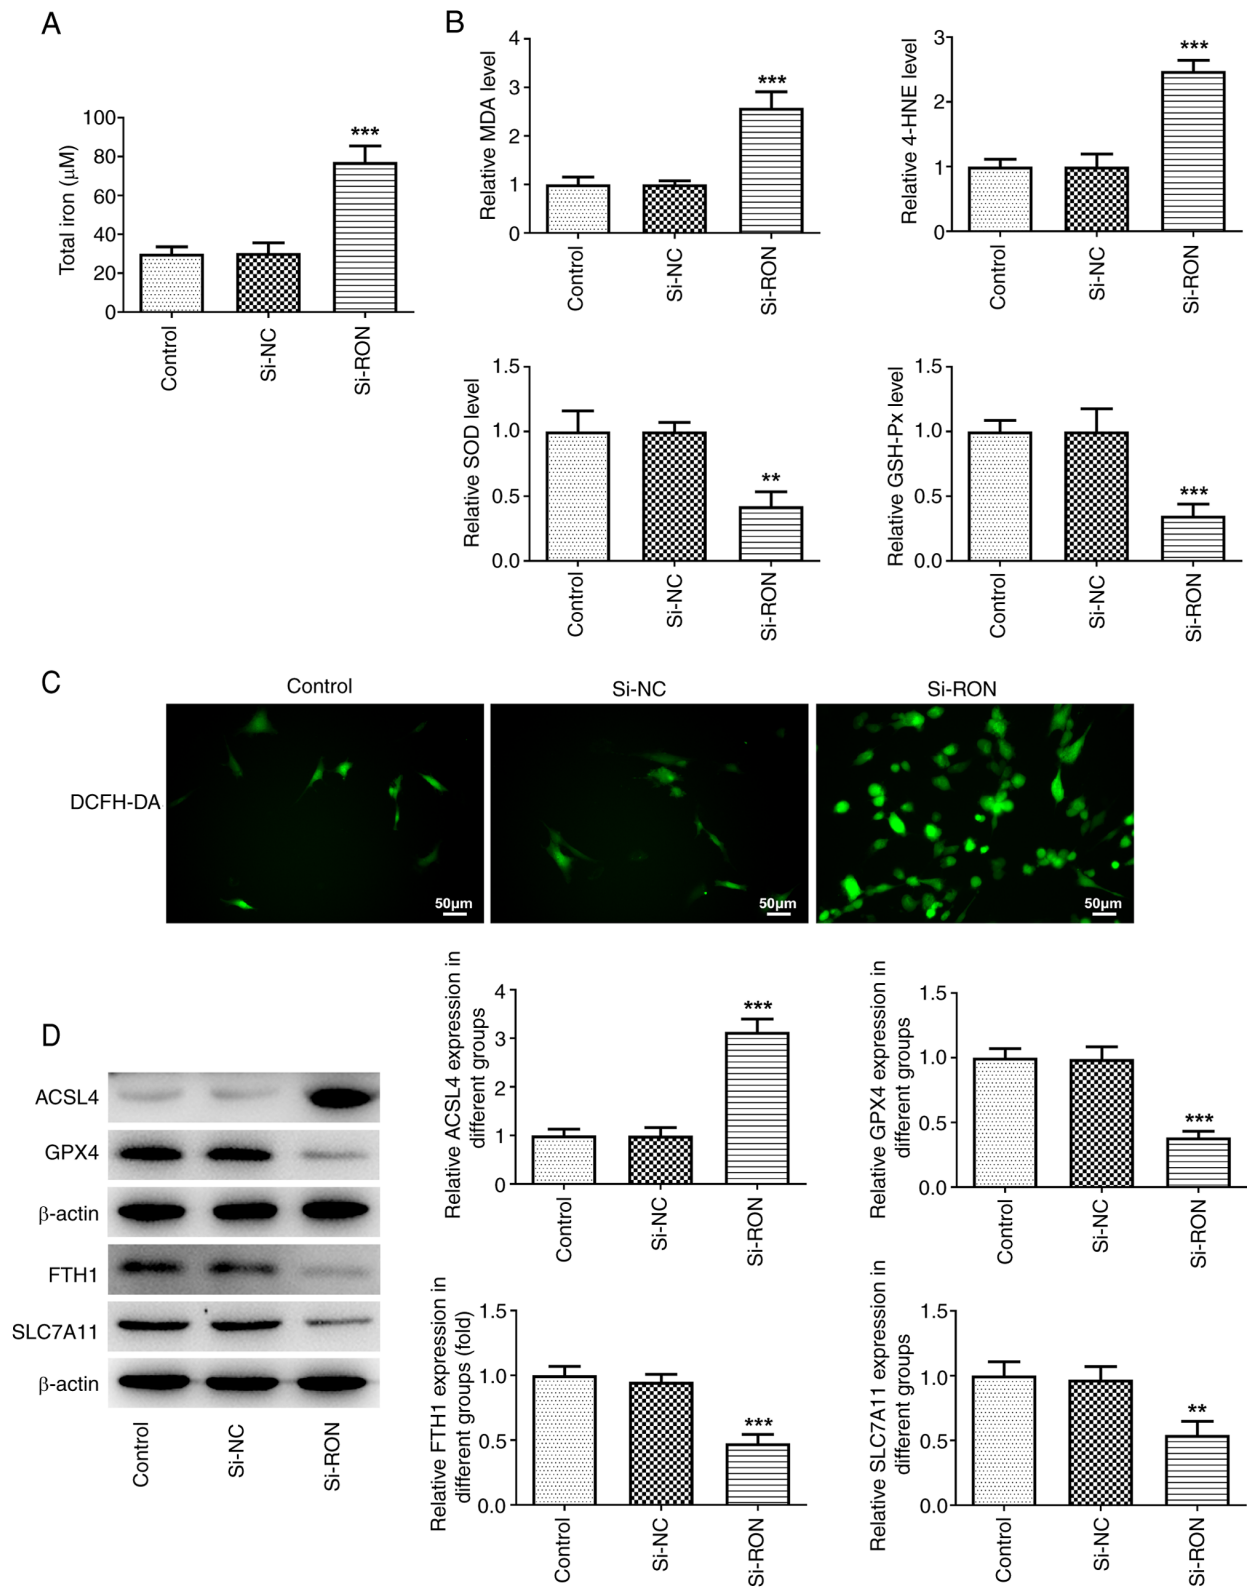 A
Total iron (μM)
100
80
60
40
20
0
***
Control
Si-NC
Si-RON
B
Relative MDA level
4
3
2
1
0
***
Control
Si-NC
Si-RON
Relative 4-HNE level
3
2
1
0
***
Control
Si-NC
Si-RON
Relative SOD level
1.5
1.0
0.5
0.0
**
Control
Si-NC
Si-RON
Relative GSH-Px level
1.5
1.0
0.5
0.0
***
Control
Si-NC
Si-RON
C
Control
Si-NC
Si-RON
DCFH-DA
50μm
50μm
50μm
D
ACSL4
GPX4
β-actin
FTH1
SLC7A11
β-actin
Control
Si-NC
Si-RON
Relative ACSL4 expression in
different groups
4
3
2
1
0
***
Control
Si-NC
Si-RON
Relative GPX4 expression in
different groups
1.5
1.0
0.5
0.0
***
Control
Si-NC
Si-RON
Relative FTH1 expression in
different groups (fold)
1.5
1.0
0.5
0.0
***
Control
Si-NC
Si-RON
Relative SLC7A11 expression in
different groups
1.5
1.0
0.5
0.0
**
Control
Si-NC
Si-RON